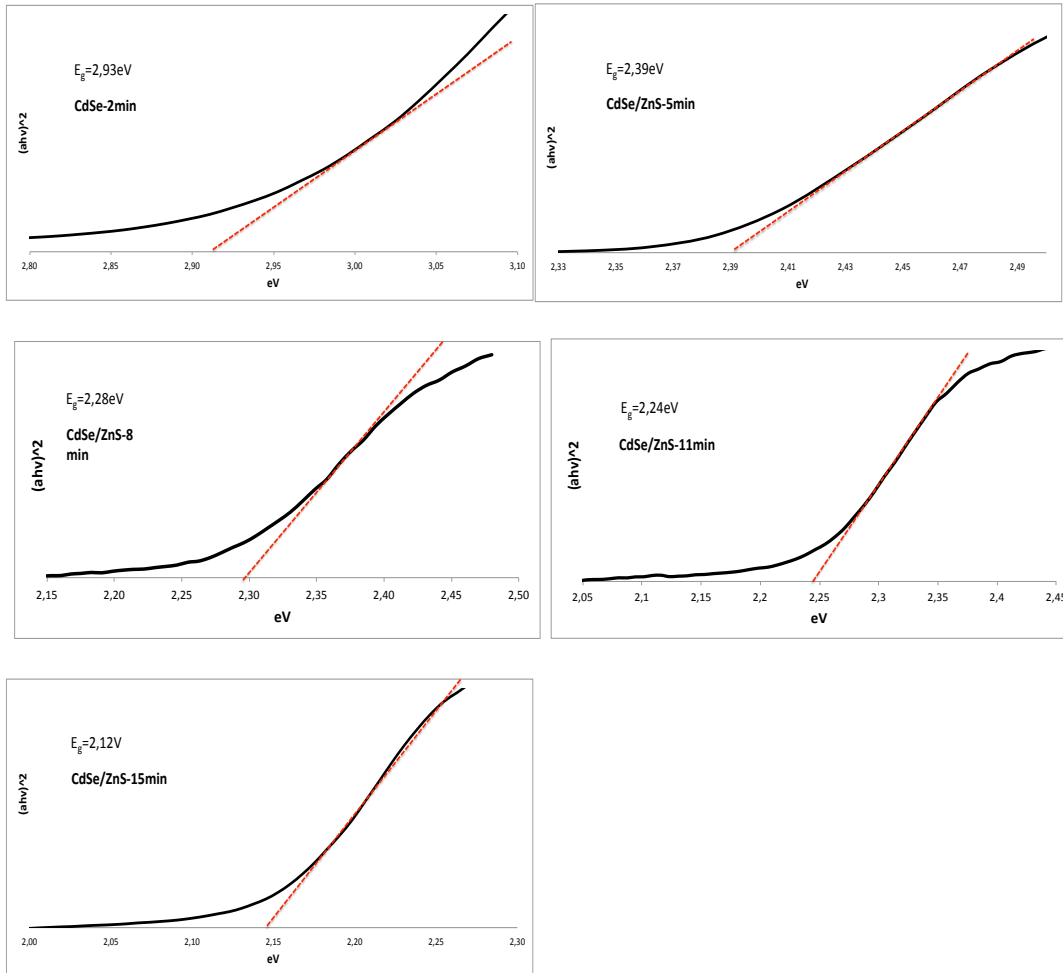 E_g=2,93eV
CdSe-2min
(ahv)^2
2,80 2,85 2,90 2,95 3,00 3,05 3,10
eV
E_g=2,39eV
CdSe/ZnS-5min
(ahv)^2
2,33 2,35 2,37 2,39 2,41 2,43 2,45 2,47 2,49
eV
E_g=2,28eV
CdSe/ZnS-8
min
(ahv)^2
2,15 2,20 2,25 2,30 2,35 2,40 2,45 2,50
eV
E_g=2,24eV
CdSe/ZnS-11min
(ahv)^2
2,05 2,1 2,15 2,2 2,25 2,3 2,35 2,4 2,45
eV
E_g=2,12V
CdSe/ZnS-15min
(ahv)^2
2,00 2,05 2,10 2,15 2,20 2,25 2,30
eV